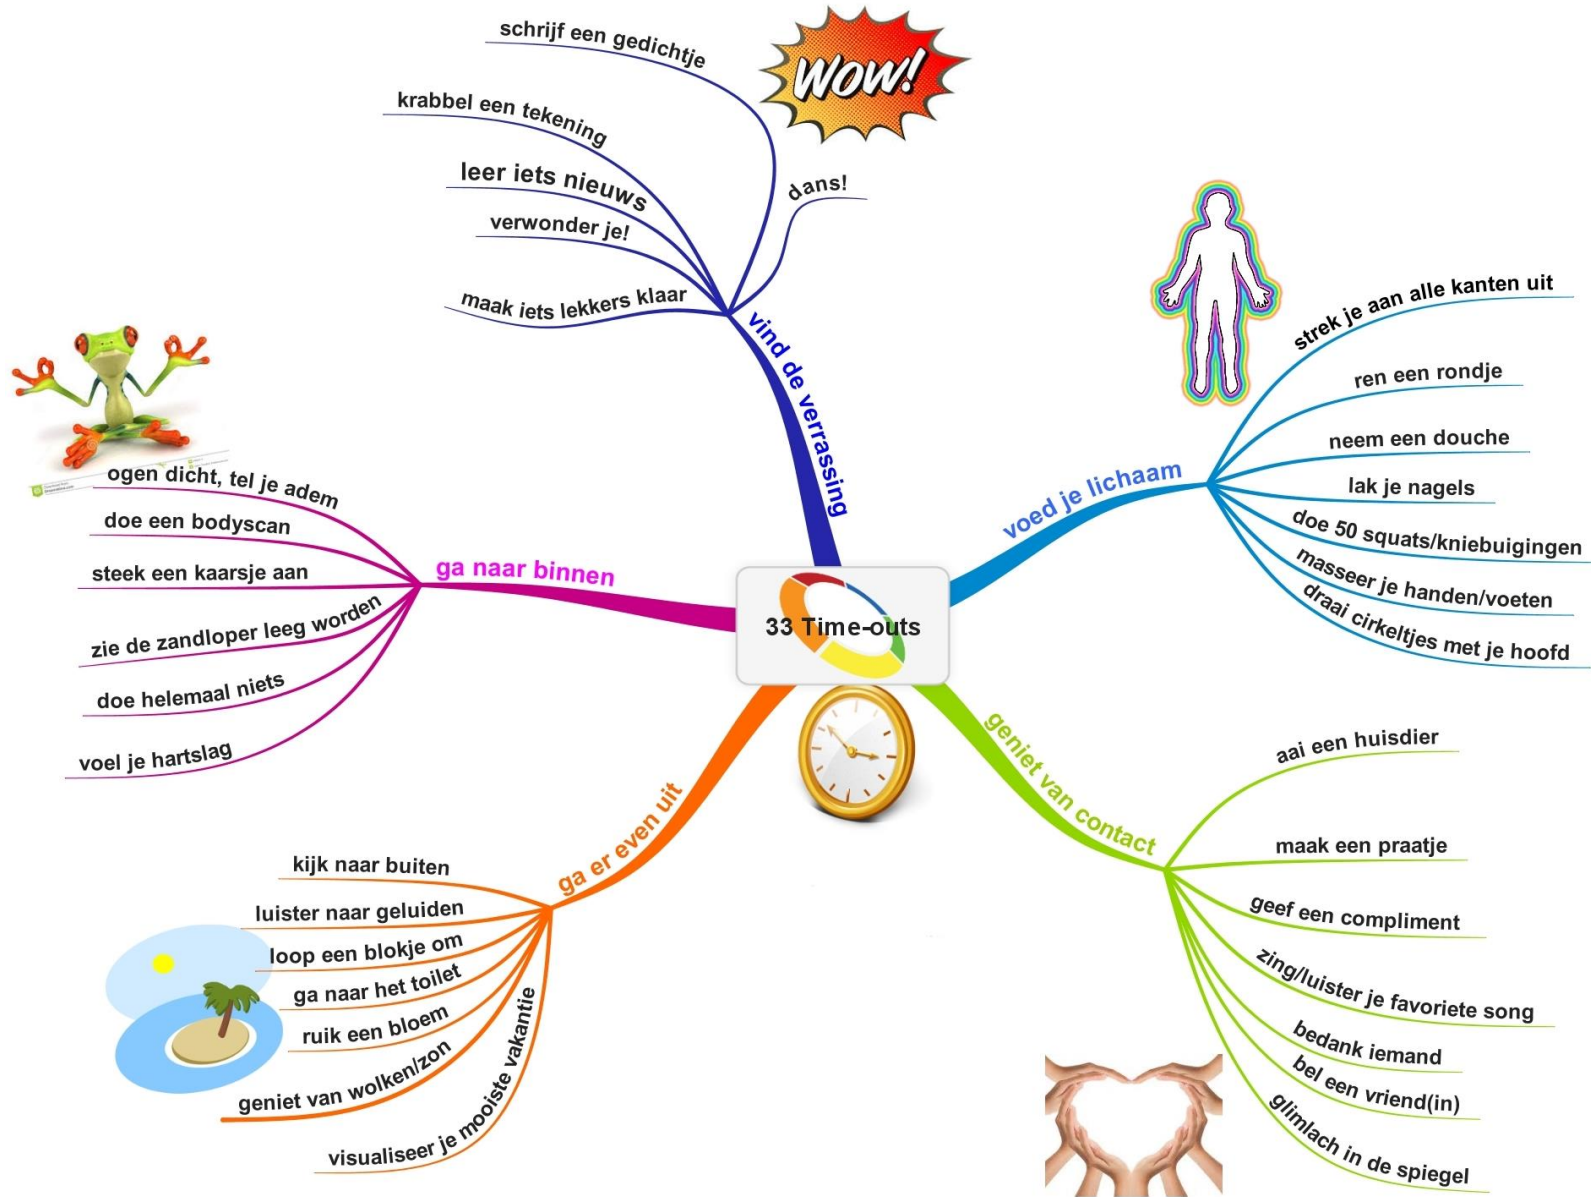 33 Time-outs
WOW!
vind de verrassing
schrijf een gedichtje
krabbel een tekening
leer iets nieuws
verwonder je!
maak iets lekkers klaar
dans!
voed je lichaam
strek je aan alle kanten uit
ren een rondje
neem een douche
lak je nagels
doe 50 squats/kniebuigingen
masseer je handen/voeten
draai cirkeltjes met je hoofd
geniet van contact
aai een huisdier
maak een praatje
geef een compliment
zing/luister je favoriete song
bedank iemand
bel een vriend(in)
glimlach in de spiegel
ga er even uit
kijk naar buiten
luister naar geluiden
loop een blokje om
ga naar het toilet
ruik een bloem
geniet van wolken/zon
visualiseer je mooiste vakantie
ga naar binnen
ogen dicht, tel je adem
doe een bodyscan
steek een kaarsje aan
zie de zandloper leeg worden
doe helemaal niets
voel je hartslag